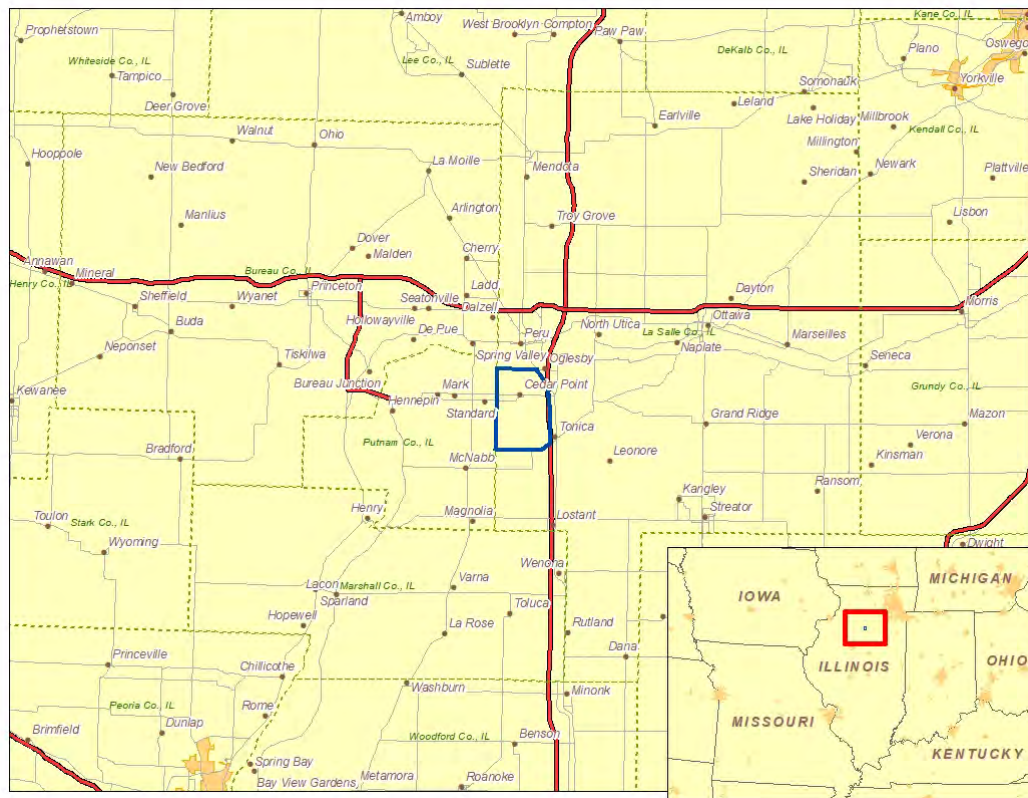 Amboy
West Brooklyn Compton
Paw Paw
Kane Co., IL
Prophetstown
Whiteside Co., IL
Lee Co., IL
DeKalb Co., IL
Plano
Oswego
Tampico
Sublette
Somonauk
Yorkville
Deer Grove
Leland
Lake Holiday
Millbrook
Earlville
Kendall Co., IL
Walnut
Ohio
Millington
Hooppole
La Moille
Mendota
New Bedford
Sheridan
Newark
Plattville
Manlius
Arlington
Troy Grove
Lisbon
Dover
Malden
Cherry
Annawan
Mineral
Bureau Co., IL
Henry Co., IL
Princeton
Ladd
Dayton
Morris
Sheffield
Wyanet
Seatonville
Dalzell
Ottawa
Hollowayville
De Pue
Peru
North Utica
La Salle Co., IL
Marseilles
Buda
Naplate
Neponset
Tiskilwa
Spring Valley
Oglesby
Seneca
Kewanee
Bureau Junction
Mark
Cedar Point
Grundy Co., IL
Hennepin
Standard
Grand Ridge
Mazon
Putnam Co., IL
Tonica
Verona
Bradford
McNabb
Leonore
Kinsman
Ransom
Kangley
Henry
Magnolia
Lostant
Streator
Toulon
Stark Co., IL
Wyoming
Dwight
Wenona
Lacon
Marshall Co., IL
Varna
Sparland
Toluca
Hopewell
La Rose
Rutland
Dana
Princeville
Chillicothe
Washburn
Minonk
Peoria Co., IL
Rome
Dunlap
Brimfield
Woodford Co., IL
Benson
Spring Bay
Bay View Gardens
Metamora
Roanoke
IOWA
MICHIGAN
ILLINOIS
OHIO
MISSOURI
KENTUCKY